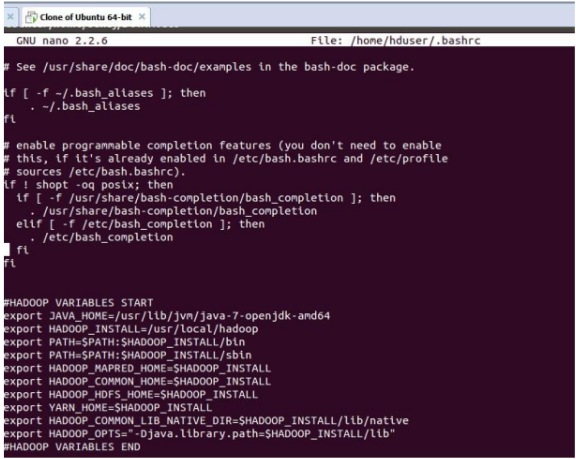 Clone of Ubuntu 64-bit
GNU nano 2.2.6 File: /home/hduser/.bashrc
# See /usr/share/doc/bash-doc/examples in the bash-doc package.
if [ -f ~/.bash_aliases ]; then
. ~/.bash_aliases
fi
# enable programmable completion features (you don't need to enable
# this, if it's already enabled in /etc/bash.bashrc and /etc/profile
# sources /etc/bash.bashrc).
if ! shopt -oq posix; then
if [ -f /usr/share/bash-completion/bash_completion ]; then
. /usr/share/bash-completion/bash_completion
elif [ -f /etc/bash_completion ]; then
. /etc/bash_completion
fi
fi
#HADOOP VARIABLES START
export JAVA_HOME=/usr/lib/jvm/java-7-openjdk-amd64
export HADOOP_INSTALL=/usr/local/hadoop
export PATH=$PATH:$HADOOP_INSTALL/bin
export PATH=$PATH:$HADOOP_INSTALL/sbin
export HADOOP_MAPRED_HOME=$HADOOP_INSTALL
export HADOOP_COMMON_HOME=$HADOOP_INSTALL
export HADOOP_HDFS_HOME=$HADOOP_INSTALL
export YARN_HOME=$HADOOP_INSTALL
export HADOOP_COMMON_LIB_NATIVE_DIR=$HADOOP_INSTALL/lib/native
export HADOOP_OPTS="-Djava.library.path=$HADOOP_INSTALL/lib"
#HADOOP VARIABLES END